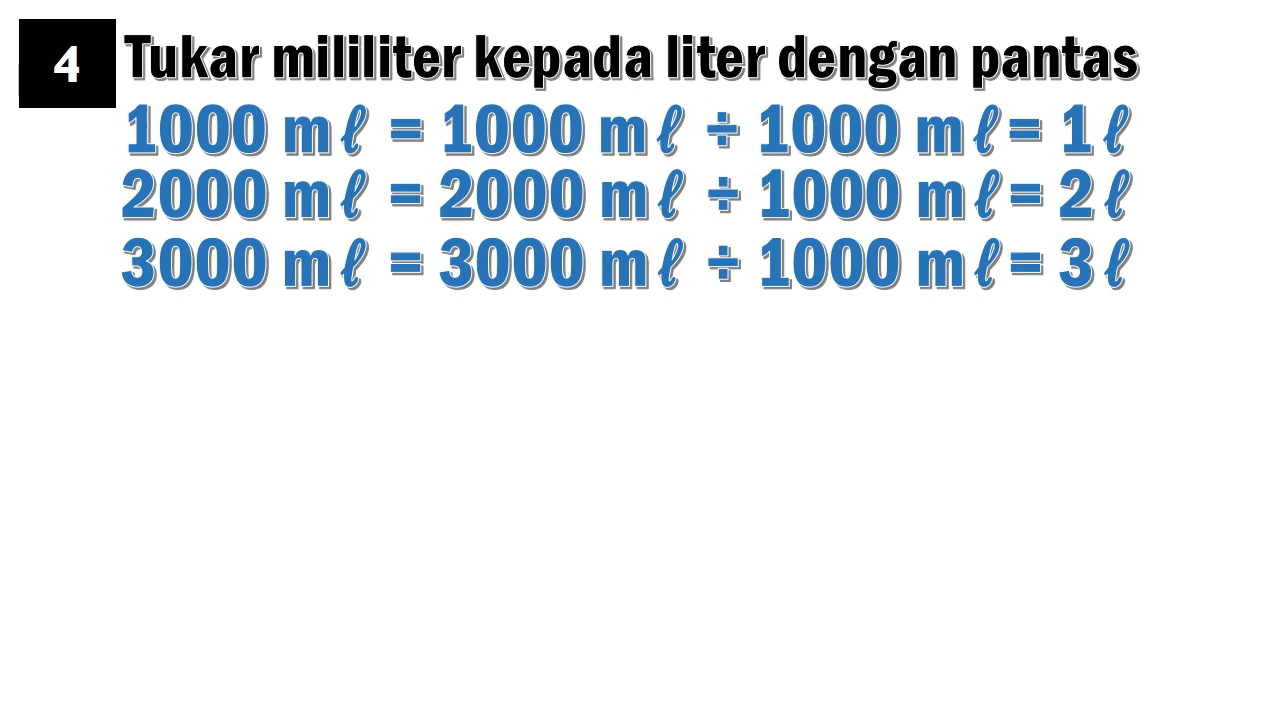 4 Tukar mililiter kepada liter dengan pantas
1000 mℓ = 1000 mℓ ÷ 1000 mℓ = 1 ℓ
2000 mℓ = 2000 mℓ ÷ 1000 mℓ = 2 ℓ
3000 mℓ = 3000 mℓ ÷ 1000 mℓ = 3 ℓ